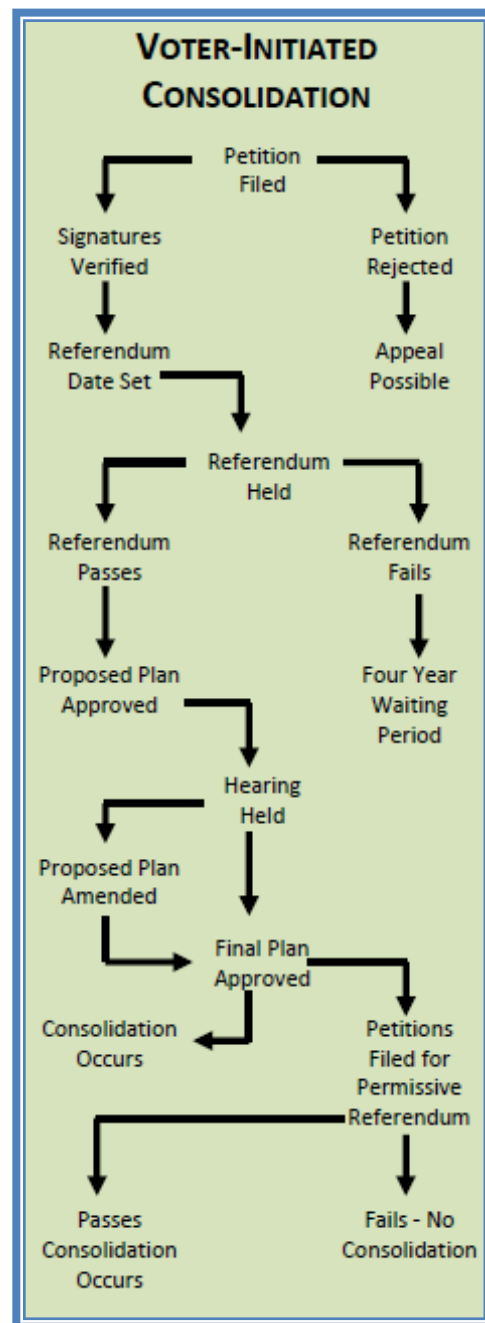 VOTER-INITIATED
CONSOLIDATION
Petition
Filed
Signatures
Verified
Petition
Rejected
Referendum
Date Set
Appeal
Possible
Referendum
Held
Referendum
Passes
Referendum
Fails
Proposed Plan
Approved
Four Year
Waiting
Period
Hearing
Held
Proposed Plan
Amended
Final Plan
Approved
Consolidation
Occurs
Petitions
Filed for
Permissive
Referendum
Passes
Consolidation
Occurs
Fails - No
Consolidation